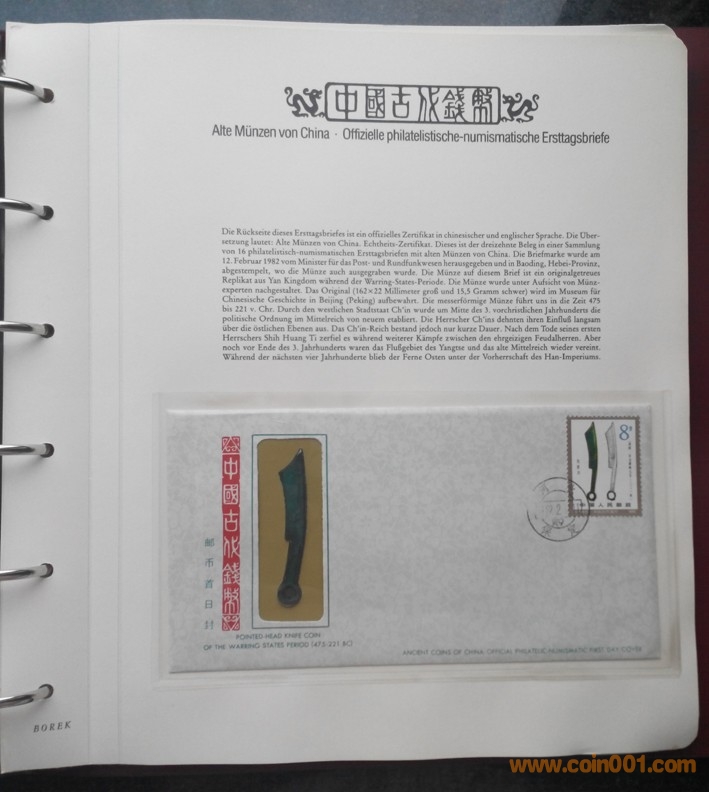 中國古代錢幣
Alte Münzen von China · Offizielle philatelistische-numismatische Ersttagsbriefe
Die Rückseite dieses Ersttagsbriefes ist ein offizielles Zertifikat in chinesischer und englischer Sprache. Die Über-
setzung lautet: Alte Münzen von China. Echtheits-Zertifikat. Dieses ist der dreizehnte Beleg in einer Sammlung
von 16 philatelistisch-numismatischen Ersttagsbriefen mit alten Münzen von China. Die Briefmarke wurde am
12. Februar 1982 vom Minister für das Post- und Rundfunkwesen herausgegeben und in Baoding, Hebei-Provinz,
abgestempelt, wo die Münze auch ausgegraben wurde. Die Münze auf diesem Brief ist ein originalgetreues
Replikat aus Yan Kingdom während der Warring-States-Periode. Die Münze wurde unter Aufsicht von Münz-
experten nachgestaltet. Das Original (162×22 Millimeter groß und 15,5 Gramm schwer) wird im Museum für
Chinesische Geschichte in Beijing (Peking) aufbewahrt. Die messerförmige Münze führt uns in die Zeit 475
bis 221 v. Chr. Durch den westlichen Stadtstaat Ch'in wurde um Mitte des 3. vorchristlichen Jahrhunderts die
politische Ordnung im Mittelreich von neuem etabliert. Die Herrscher Ch'ins dehnten ihren Einfluß langsam
über die östlichen Ebenen aus. Das Ch'in-Reich bestand jedoch nur kurze Dauer. Nach dem Tode seines ersten
Herrschers Shih Huang Ti zerfiel es während weiterer Kämpfe zwischen den ehrgeizigen Feudalherren. Aber
noch vor Ende des 3. Jahrhunderts waren das Flußgebiet des Yangtse und das alte Mittelreich wieder vereint.
Während der nächsten vier Jahrhunderte blieb der Ferne Osten unter der Vorherrschaft des Han-Imperiums.
中國古代錢幣
邮币首日封
POINTED HEAD KNIFE COIN
OF THE WARRING STATES PERIOD (475-221 BC)
8分
中国人民邮政
ANCIENT COINS OF CHINA OFFICIAL PHILATELIC-NUMISMATIC FIRST DAY COVER
BOREK
www.coin001.com